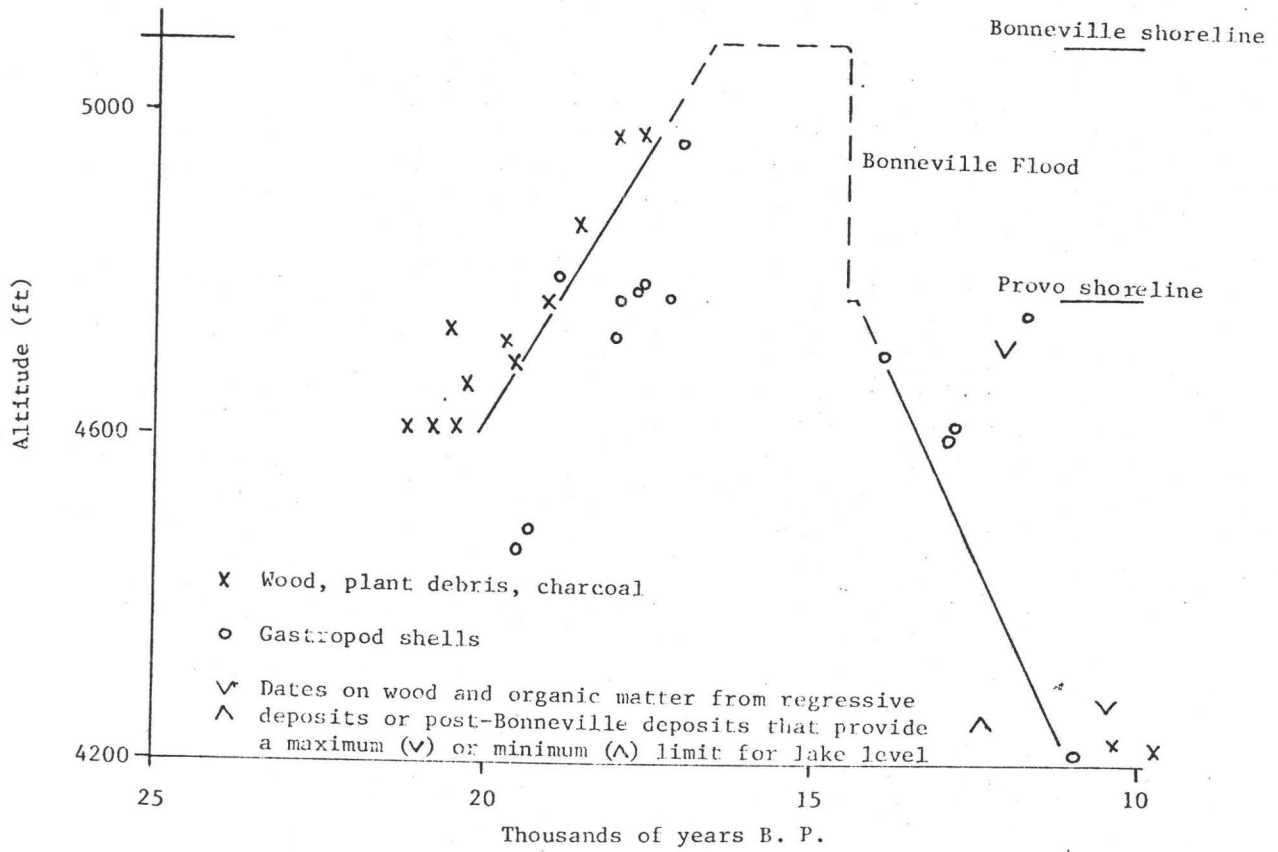 Bonneville shoreline
5000
Bonneville Flood
Provo shoreline
Altitude (ft)
4600
x Wood, plant debris, charcoal
o Gastropod shells
∨ Dates on wood and organic matter from regressive
∧ deposits or post-Bonneville deposits that provide
a maximum (∨) or minimum (∧) limit for lake level
4200
25 20 15 10
Thousands of years B. P.